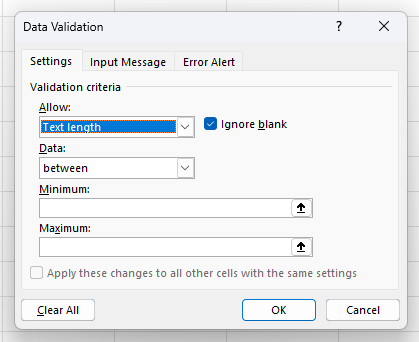 Data Validation ? ×
Settings Input Message Error Alert
Validation criteria
Allow:
Text length Ignore blank
Data:
between
Minimum:
Maximum:
Apply these changes to all other cells with the same settings
Clear All OK Cancel